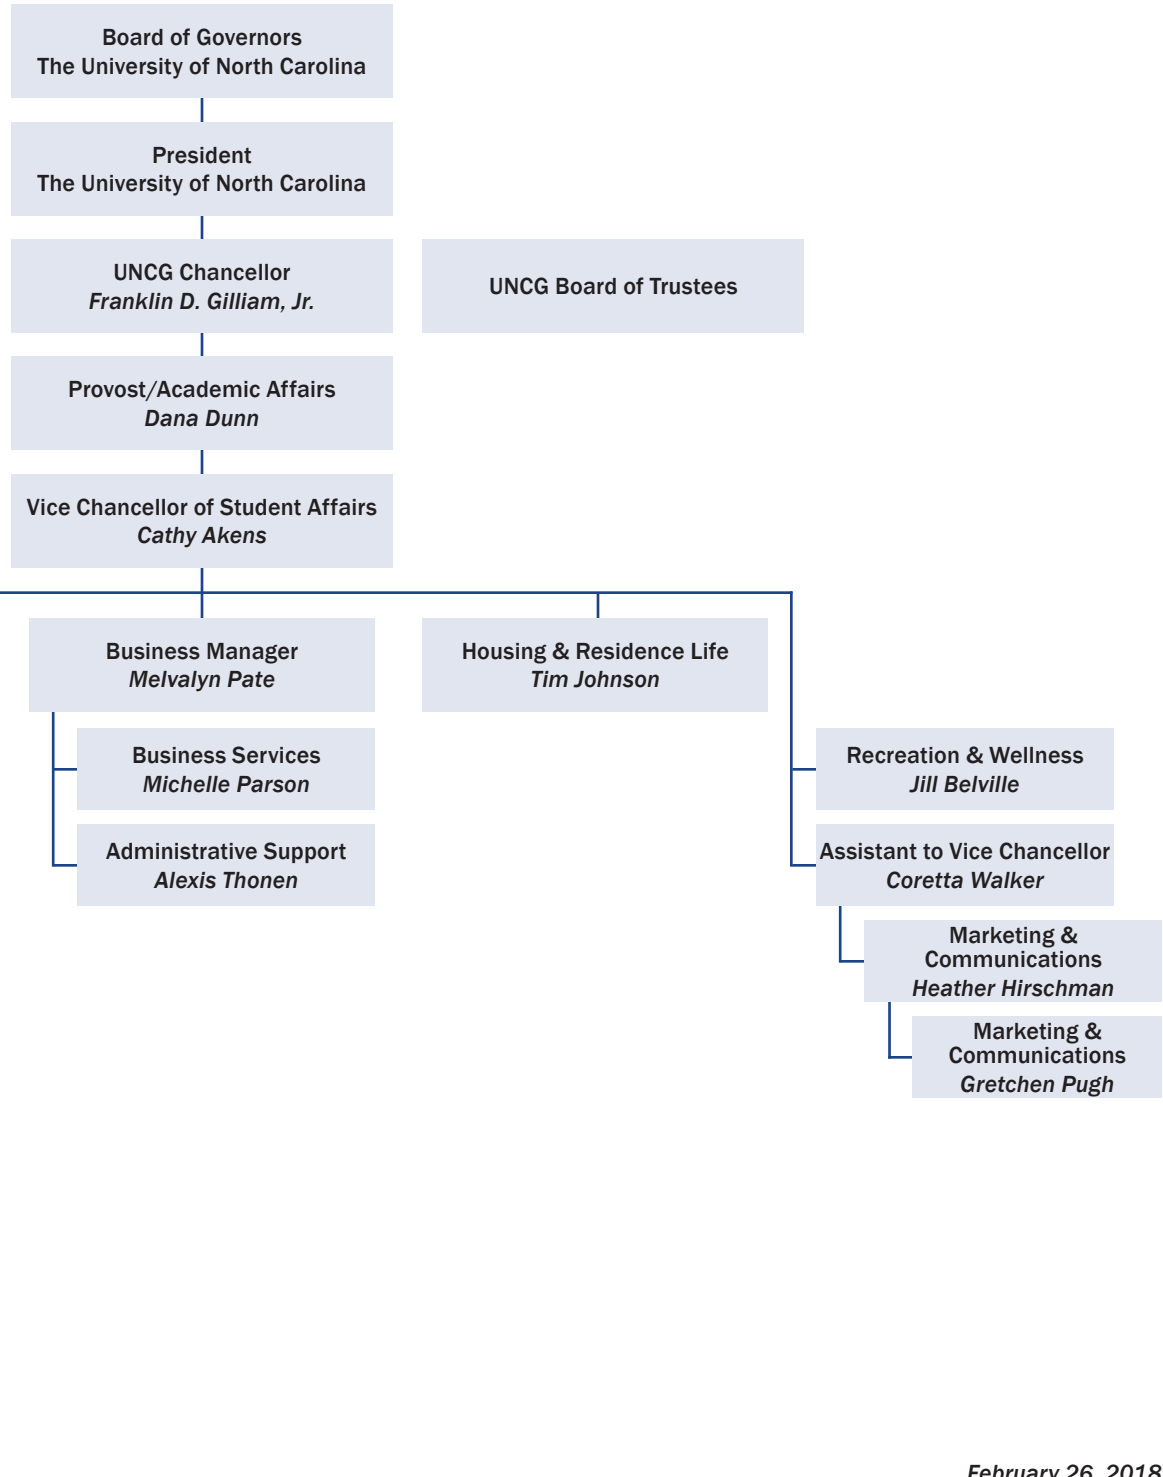 Board of Governors
The University of North Carolina
President
The University of North Carolina
UNCG Chancellor
Franklin D. Gilliam, Jr.
UNCG Board of Trustees
Provost/Academic Affairs
Dana Dunn
Vice Chancellor of Student Affairs
Cathy Akens
Business Manager
Melvalyn Pate
Housing & Residence Life
Tim Johnson
Business Services
Michelle Parson
Recreation & Wellness
Jill Belville
Administrative Support
Alexis Thonen
Assistant to Vice Chancellor
Coretta Walker
Marketing &
Communications
Heather Hirschman
Marketing &
Communications
Gretchen Pugh
February 26, 2018